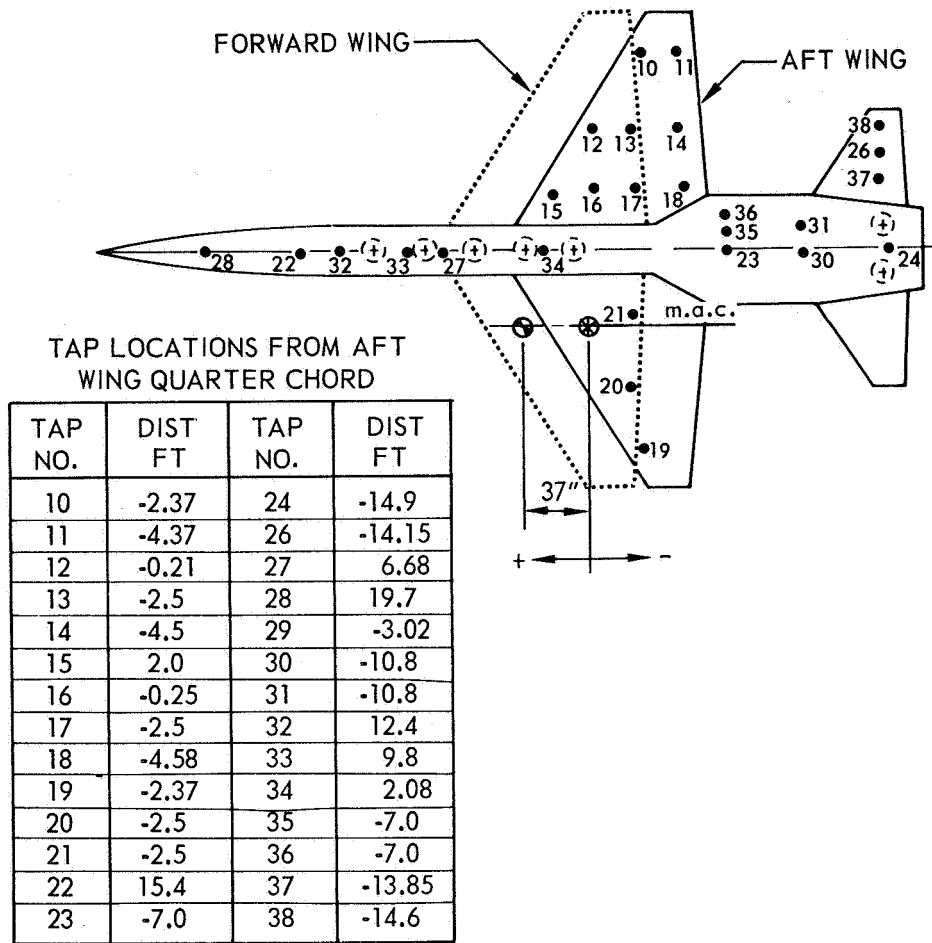 FORWARD WING
AFT WING
10 11
12 13 14
15 16 17 18
38
26
37
36
35
31
28 22 32 33 27 34 23 30 24
21 m.a.c.
20
19
37"
+ -
TAP LOCATIONS FROM AFT
WING QUARTER CHORD
TAP NO. DIST FT TAP NO. DIST FT
10 -2.37 24 -14.9
11 -4.37 26 -14.15
12 -0.21 27 6.68
13 -2.5 28 19.7
14 -4.5 29 -3.02
15 2.0 30 -10.8
16 -0.25 31 -10.8
17 -2.5 32 12.4
18 -4.58 33 9.8
19 -2.37 34 2.08
20 -2.5 35 -7.0
21 -2.5 36 -7.0
22 15.4 37 -13.85
23 -7.0 38 -14.6